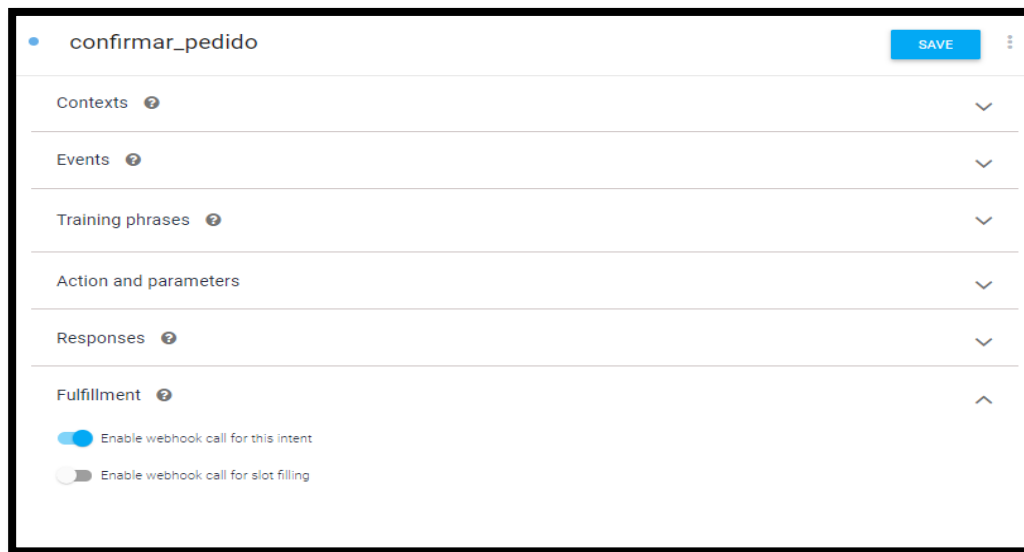 confirmar_pedido
SAVE
Contexts
Events
Training phrases
Action and parameters
Responses
Fulfillment
Enable webhook call for this intent
Enable webhook call for slot filling